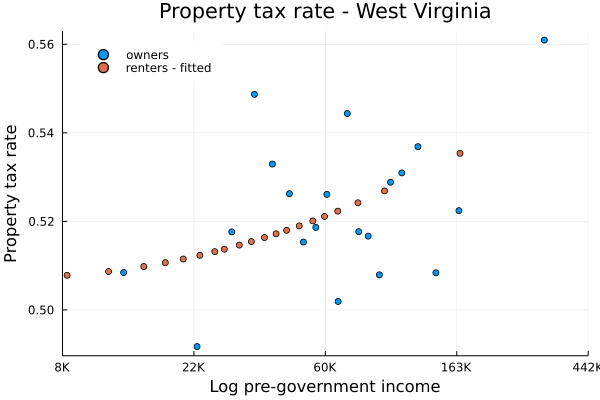 Property tax rate - West Virginia
owners
renters - fitted
Property tax rate
0.56
0.54
0.52
0.50
8K 22K 60K 163K 442K
Log pre-government income